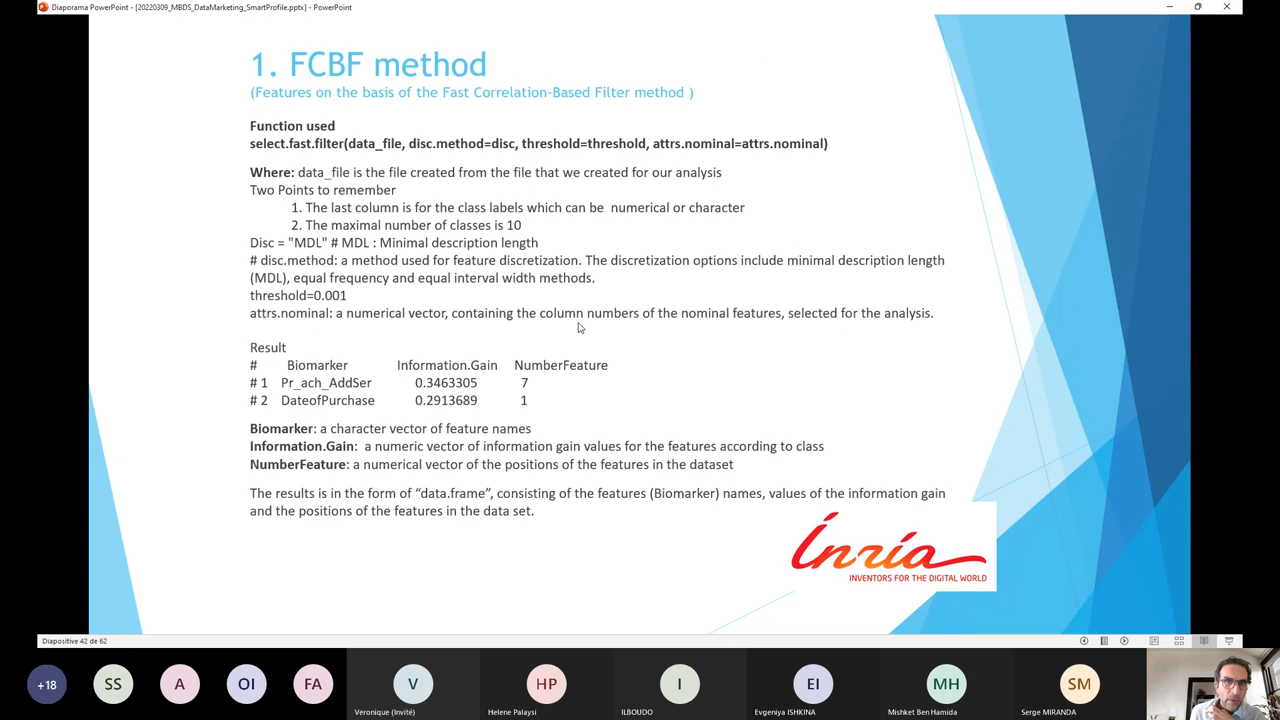 Diaporama PowerPoint - [20220309_MBDS_DataMarketing_SmartProfile.pptx] - PowerPoint
1. FCBF method
(Features on the basis of the Fast Correlation-Based Filter method )
Function used
select.fast.filter(data_file, disc.method=disc, threshold=threshold, attrs.nominal=attrs.nominal)
Where: data_file is the file created from the file that we created for our analysis
Two Points to remember
1. The last column is for the class labels which can be numerical or character
2. The maximal number of classes is 10
Disc = "MDL" # MDL : Minimal description length
# disc.method: a method used for feature discretization. The discretization options include minimal description length
(MDL), equal frequency and equal interval width methods.
threshold=0.001
attrs.nominal: a numerical vector, containing the column numbers of the nominal features, selected for the analysis.
Result
# Biomarker Information.Gain NumberFeature
# 1 Pr_ach_AddSer 0.3463305 7
# 2 DateofPurchase 0.2913689 1
Biomarker: a character vector of feature names
Information.Gain: a numeric vector of information gain values for the features according to class
NumberFeature: a numerical vector of the positions of the features in the dataset
The results is in the form of “data.frame”, consisting of the features (Biomarker) names, values of the information gain
and the positions of the features in the data set.
Inria
INVENTORS FOR THE DIGITAL WORLD
Diapositive 42 de 62
+18 SS A OI FA V HP I EI MH SM
Veronique (Invité) Helene Palaysi ILBOUDO Evgeniya ISHKINA Mishket Ben Hamida Serge MIRANDA